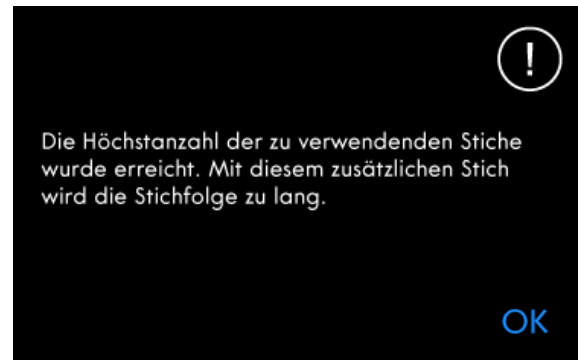 !
Die Höchstanzahl der zu verwendenden Stiche
wurde erreicht. Mit diesem zusätzlichen Stich
wird die Stichfolge zu lang.
OK